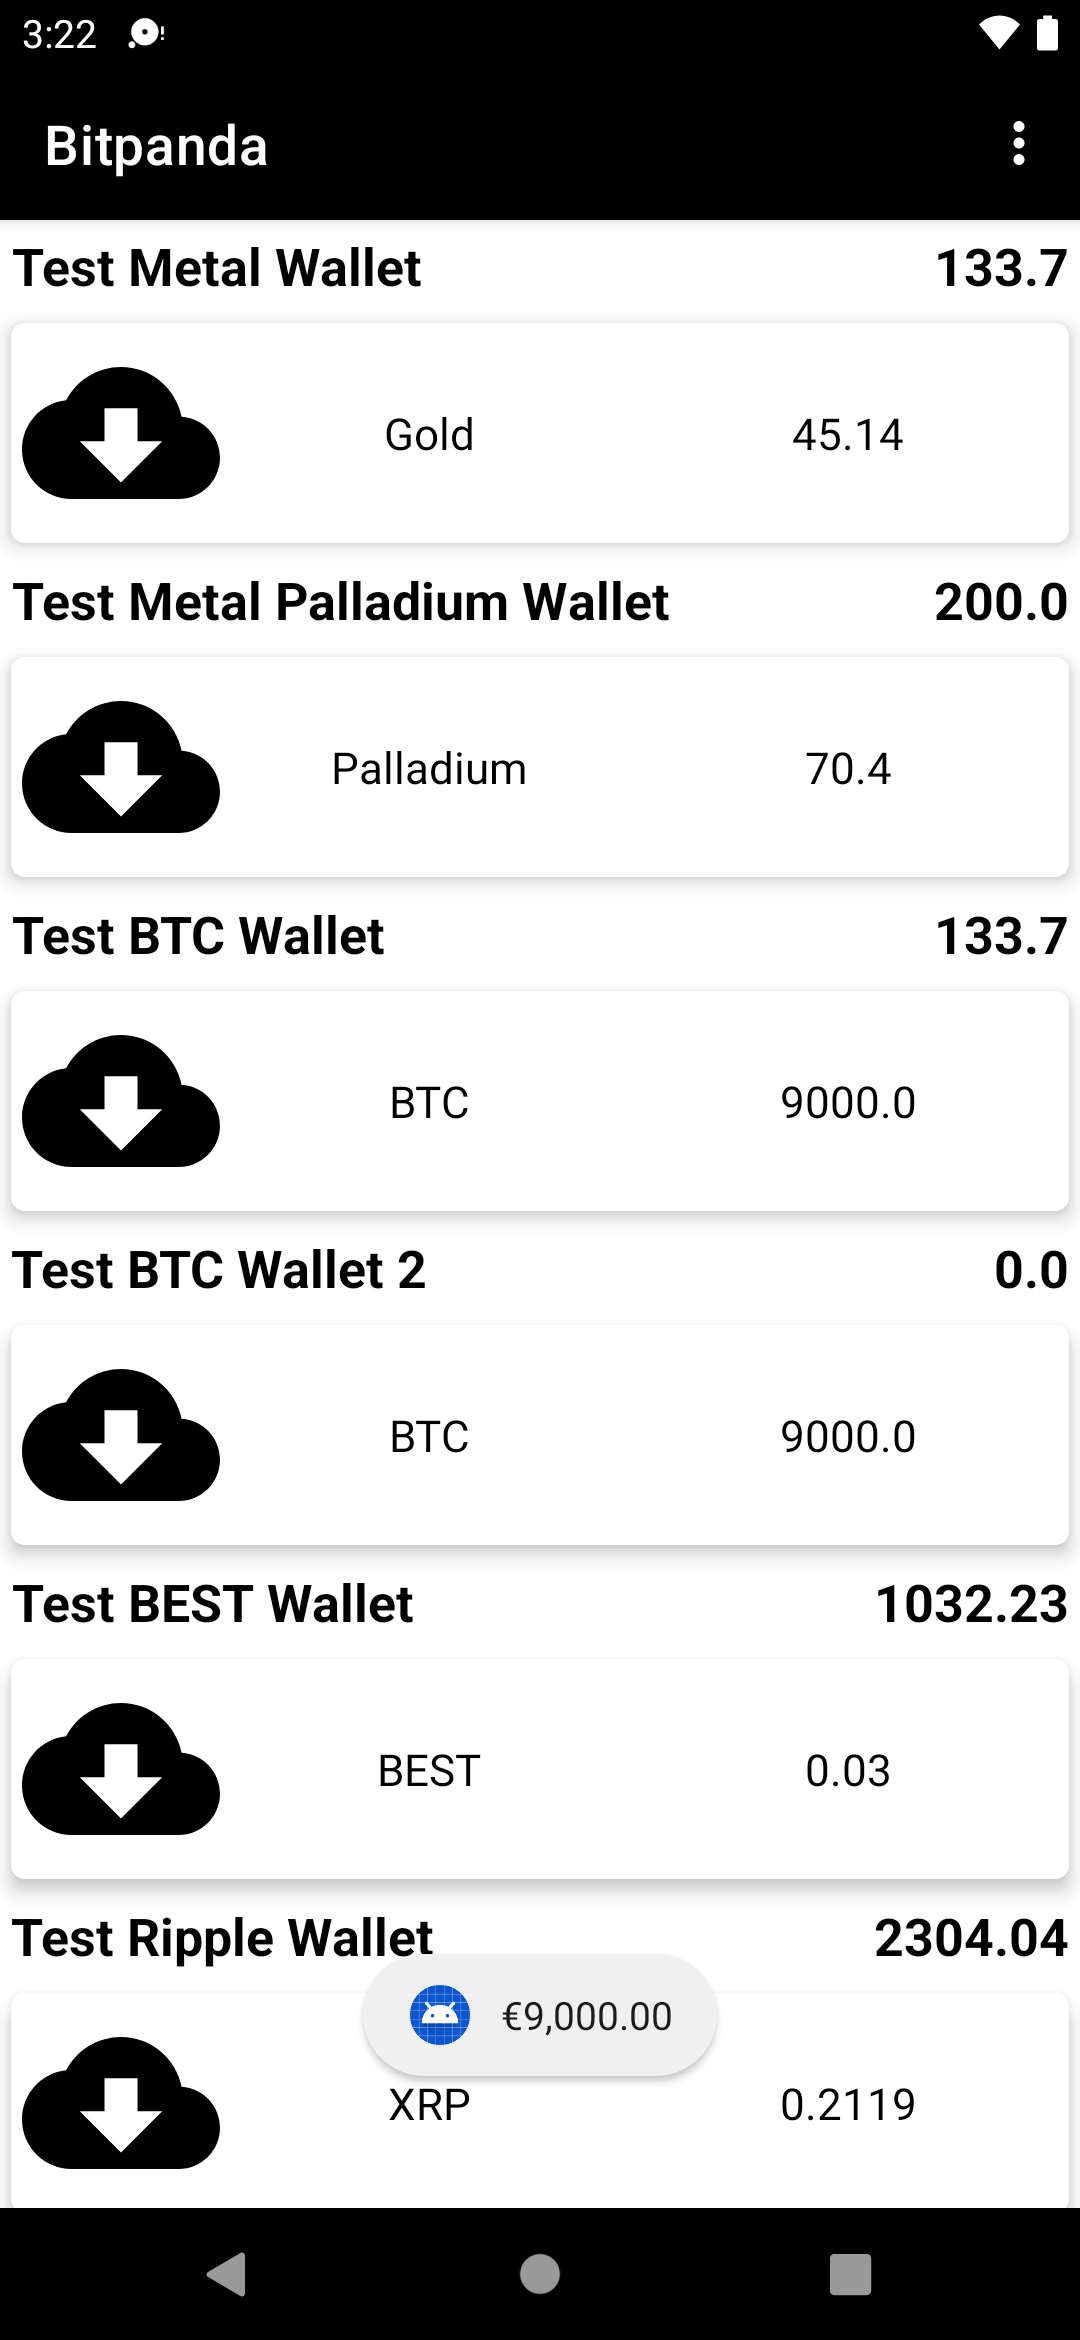 3:22
Bitpanda
Test Metal Wallet 133.7
Gold 45.14
Test Metal Palladium Wallet 200.0
Palladium 70.4
Test BTC Wallet 133.7
BTC 9000.0
Test BTC Wallet 2 0.0
BTC 9000.0
Test BEST Wallet 1032.23
BEST 0.03
Test Ripple Wallet 2304.04
€9,000.00
XRP 0.2119